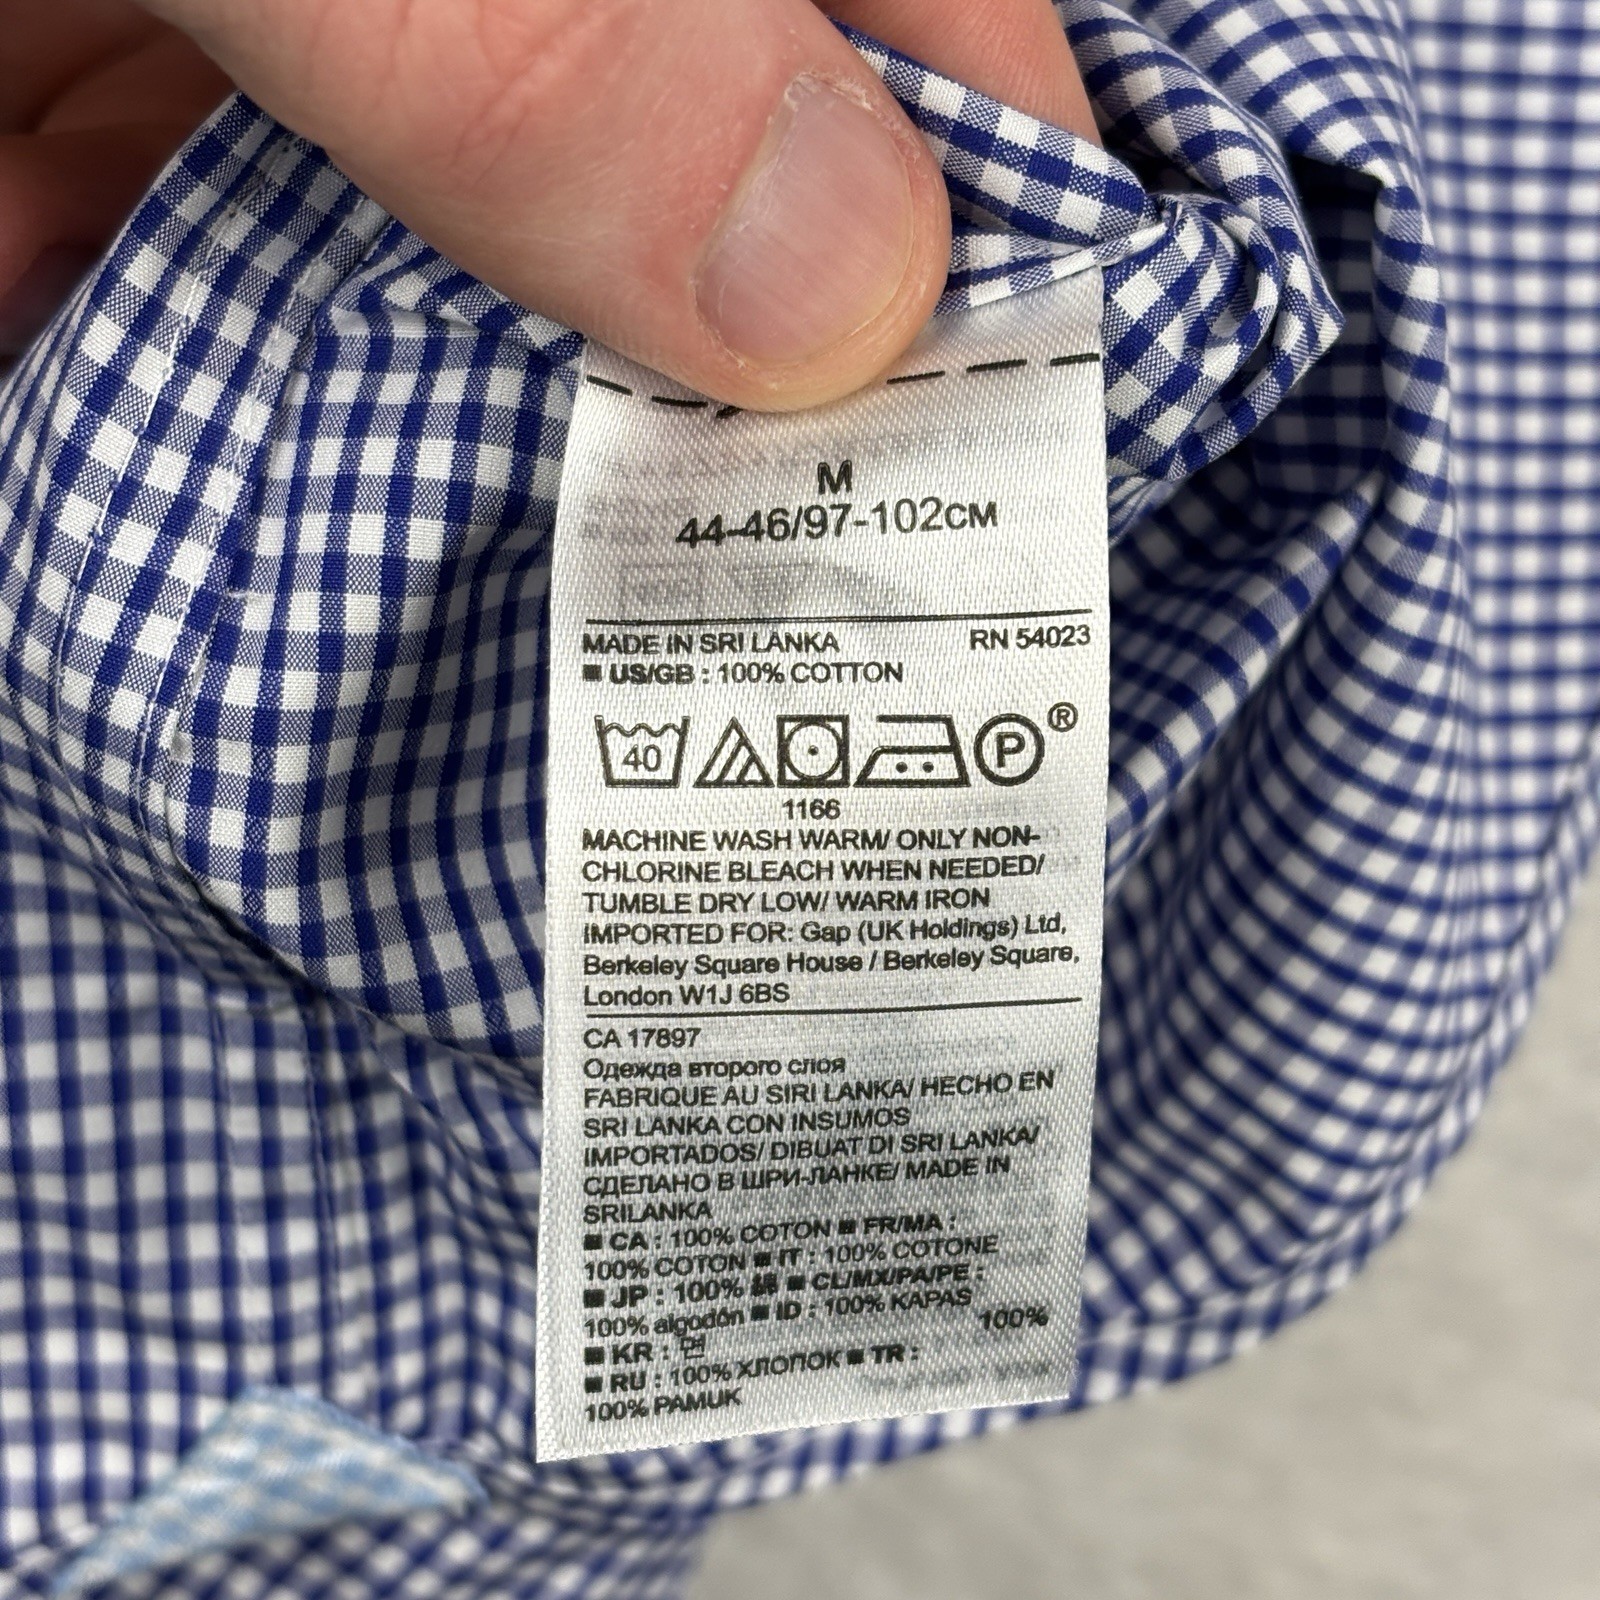 M
44-46/97-102CM
MADE IN SRI LANKA RN 54023
■ US/GB : 100% COTTON
40 P ®
1166
MACHINE WASH WARM/ ONLY NON-
CHLORINE BLEACH WHEN NEEDED/
TUMBLE DRY LOW/ WARM IRON
IMPORTED FOR: Gap (UK Holdings) Ltd,
Berkeley Square House / Berkeley Square,
London W1J 6BS
CA 17897
Одежда второго слоя
FABRIQUE AU SIRI LANKA/ HECHO EN
SRI LANKA CON INSUMOS
IMPORTADOS/ DIBUAT DI SRI LANKA/
СДЕЛАНО В ШРИ-ЛАНКЕ/ MADE IN
SRILANKA
■ CA : 100% COTON ■ FR/MA :
100% COTON ■ IT : 100% COTONE
■ JP : 100% 綿 ■ CL/MX/PA/PE :
100% algodón ■ ID : 100% KAPAS
■ KR : 면 100%
■ RU : 100% ХЛОПОК ■ TR :
100% PAMUK